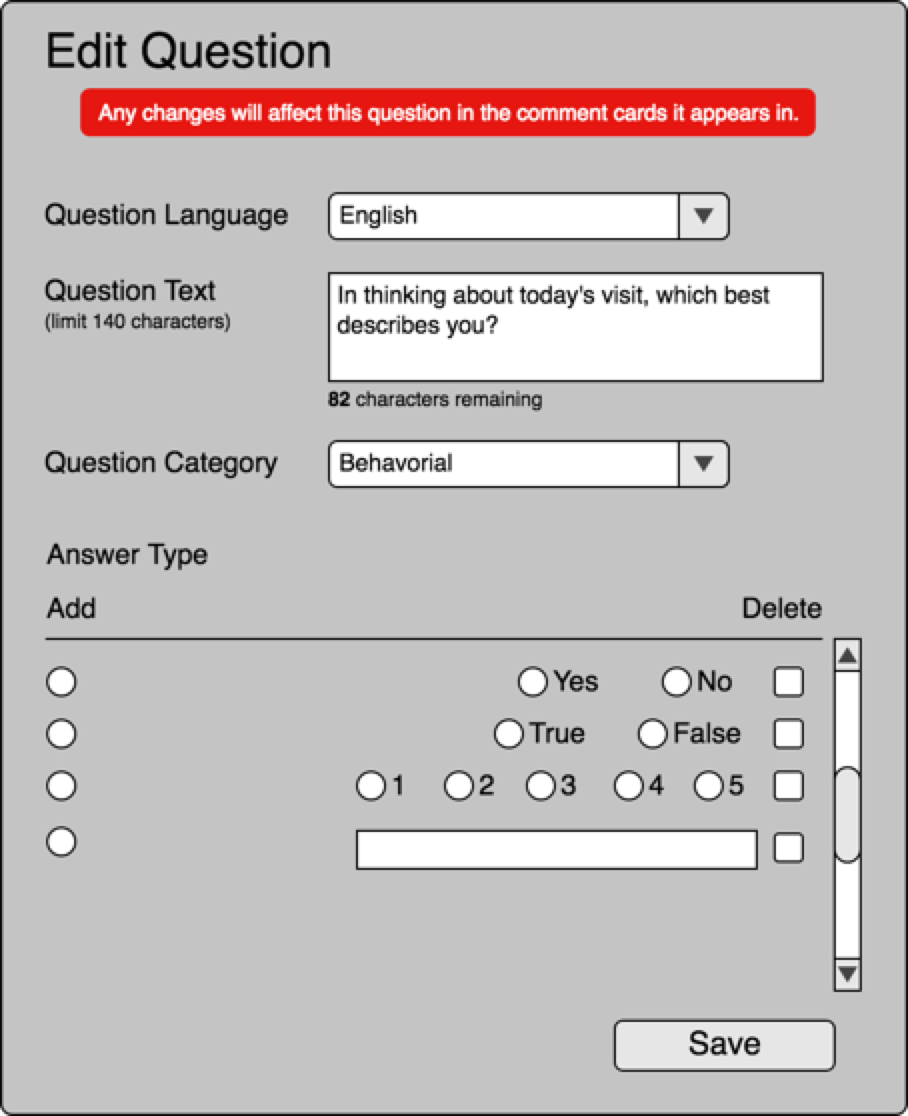 Edit Question
Any changes will affect this question in the comment cards it appears in.
Question Language
English
Question Text
(limit 140 characters)
In thinking about today's visit, which best
describes you?
82 characters remaining
Question Category
Behavorial
Answer Type
Add Delete
Yes No
True False
1 2 3 4 5
Save